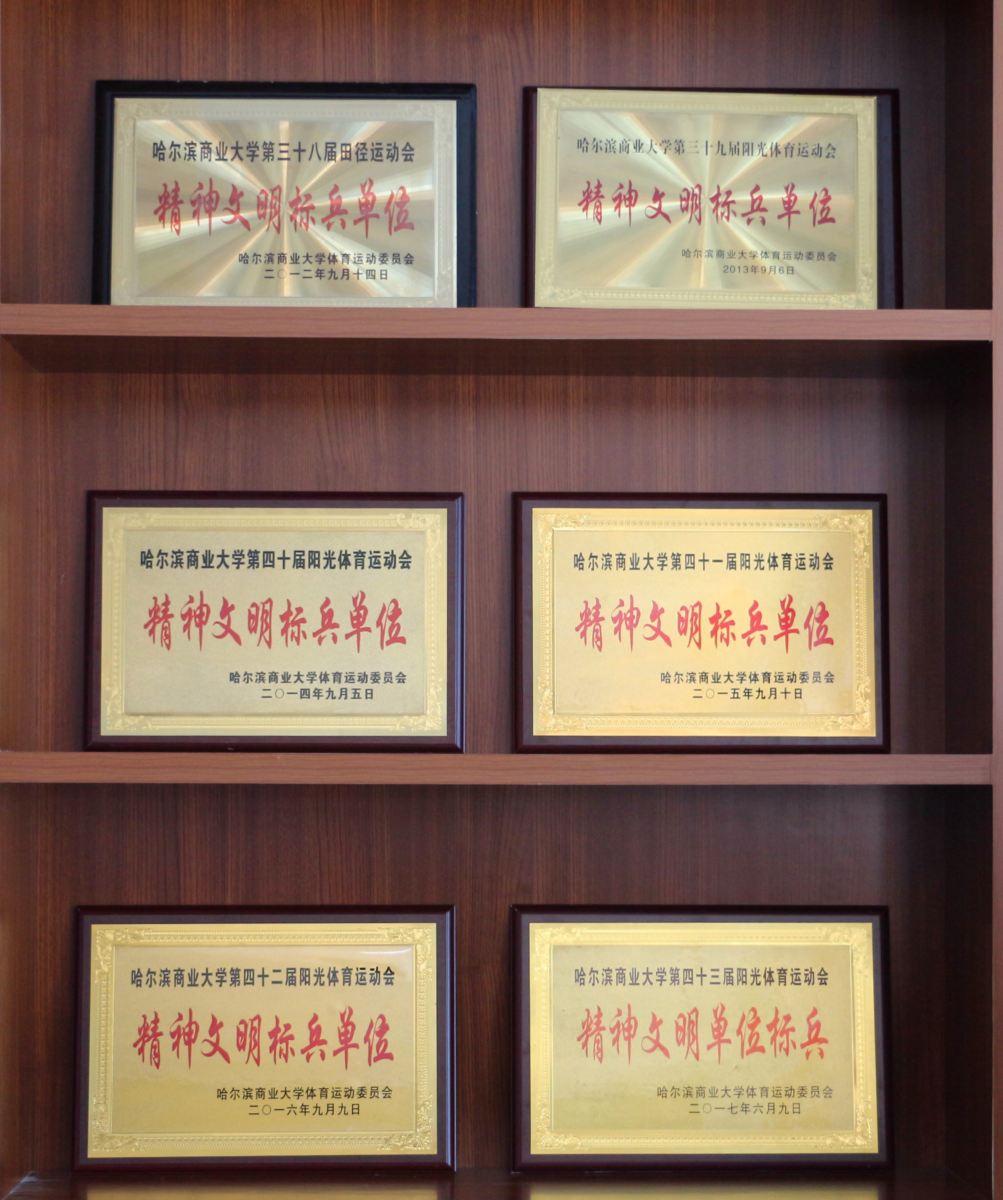 哈尔滨商业大学第三十八届田径运动会
精神文明标兵单位
哈尔滨商业大学体育运动委员会
二〇一二年九月十四日
哈尔滨商业大学第三十九届阳光体育运动会
精神文明标兵单位
哈尔滨商业大学体育运动委员会
2013年9月6日
哈尔滨商业大学第四十届阳光体育运动会
精神文明标兵单位
哈尔滨商业大学体育运动委员会
二〇一四年九月五日
哈尔滨商业大学第四十一届阳光体育运动会
精神文明标兵单位
哈尔滨商业大学体育运动委员会
二〇一五年九月十日
哈尔滨商业大学第四十二届阳光体育运动会
精神文明标兵单位
哈尔滨商业大学体育运动委员会
二〇一六年九月九日
哈尔滨商业大学第四十三届阳光体育运动会
精神文明单位标兵
哈尔滨商业大学体育运动委员会
二〇一七年六月九日